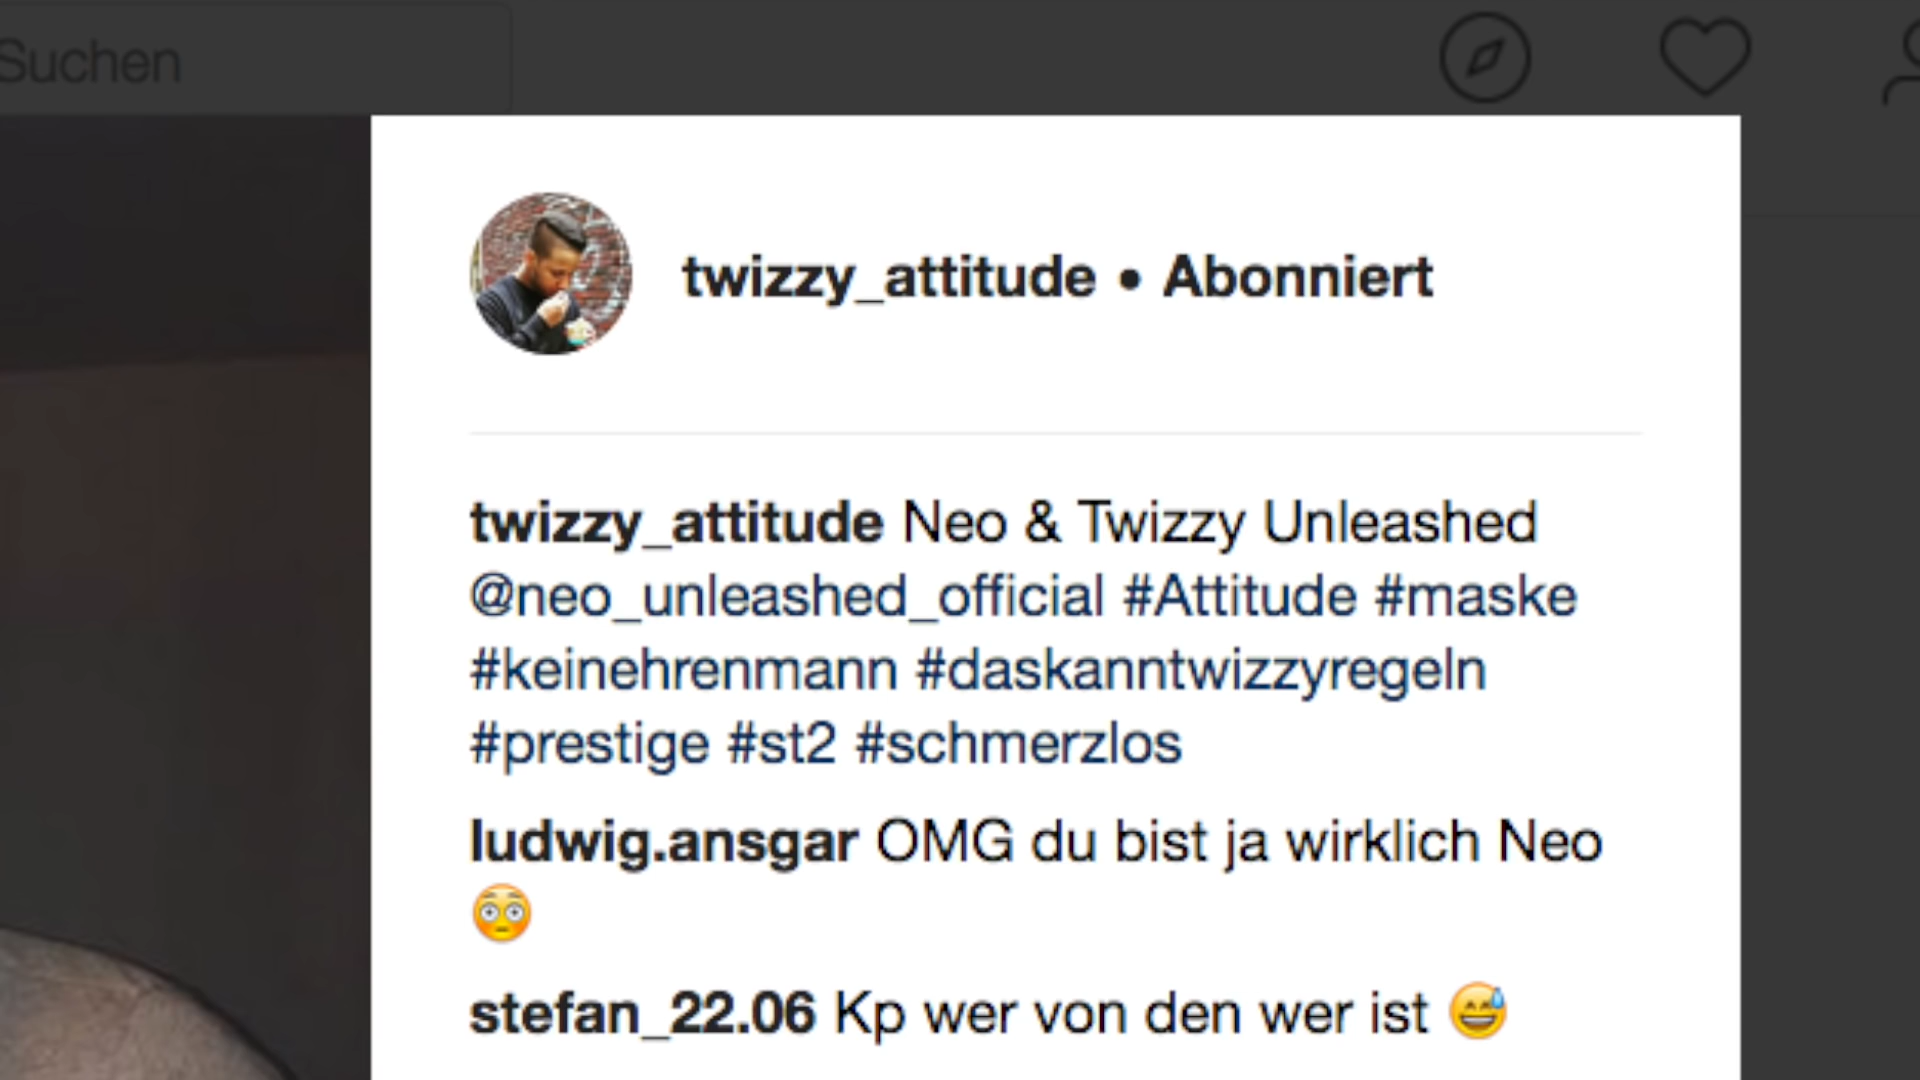 Suchen
twizzy_attitude • Abonniert
twizzy_attitude Neo & Twizzy Unleashed
@neo_unleashed_official #Attitude #maske
#keinehrenmann #daskanntwizzyregeln
#prestige #st2 #schmerzlos
ludwig.ansgar OMG du bist ja wirklich Neo
😳
stefan_22.06 Kp wer von den wer ist 😅